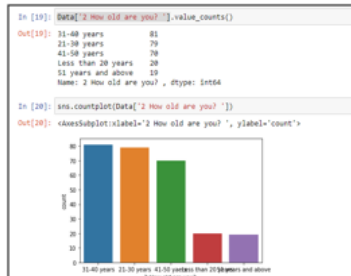 In [19]: Data['2 How old are you? '].value_counts()
Out[19]: 31-40 years 81
21-30 years 79
41-50 yaers 70
Less than 20 years 20
51 years and above 19
Name: 2 How old are you? , dtype: int64
In [20]: sns.countplot(Data['2 How old are you? '])
Out[20]: <AxesSubplot:xlabel='2 How old are you? ', ylabel='count'>
80
70
60
50
40
30
20
10
0
count
31-40 years 21-30 years 41-50 yaers Less than 20 years 51 years and above